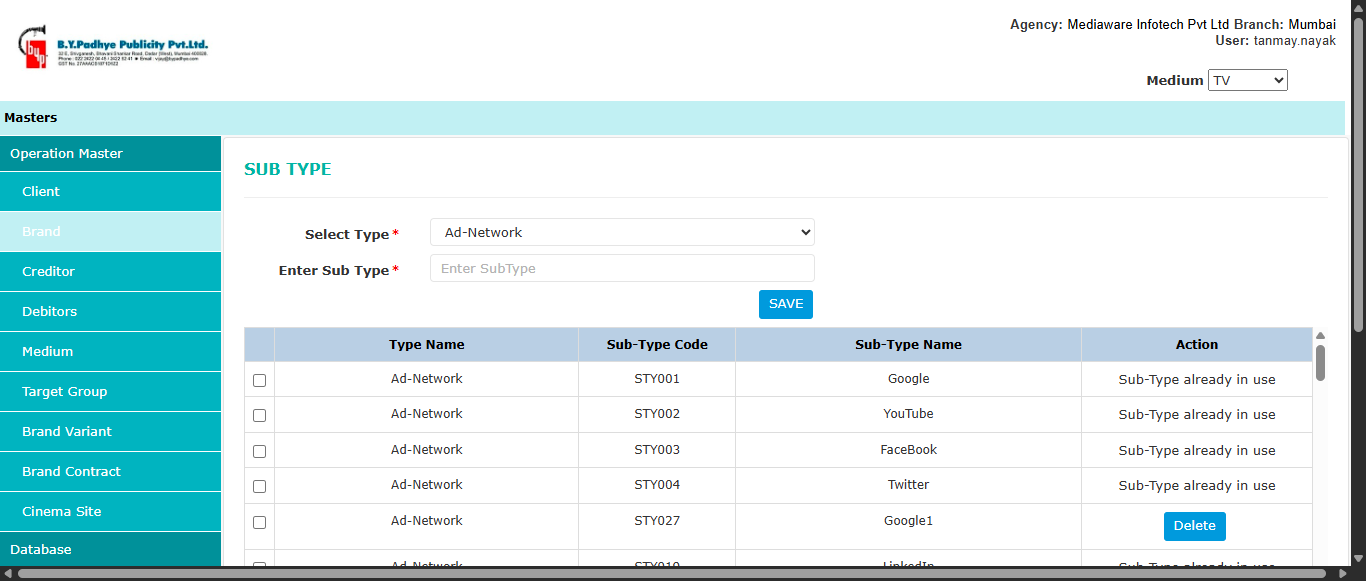 Agency: Mediaware Infotech Pvt Ltd Branch: Mumbai
User: tanmay.nayak
B.Y.Padhye Publicity Pvt.Ltd.
Medium TV
Masters
Operation Master
Client
Brand
Creditor
Debitors
Medium
Target Group
Brand Variant
Brand Contract
Cinema Site
Database
SUB TYPE
Select Type * Ad-Network
Enter Sub Type * Enter SubType
SAVE
Type Name Sub-Type Code Sub-Type Name Action
Ad-Network STY001 Google Sub-Type already in use
Ad-Network STY002 YouTube Sub-Type already in use
Ad-Network STY003 FaceBook Sub-Type already in use
Ad-Network STY004 Twitter Sub-Type already in use
Ad-Network STY027 Google1 Delete
Ad-Network STY010 LinkedIn Sub-Type already in use